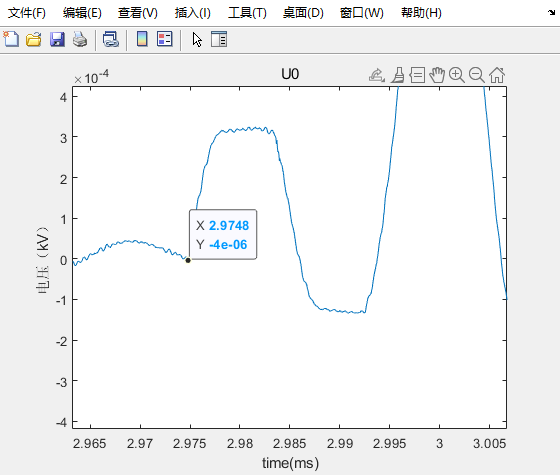 文件(F) 编辑(E) 查看(V) 插入(I) 工具(T) 桌面(D) 窗口(W) 帮助(H)
×10-4
U0
4
3
2
1
0
-1
-2
-3
-4
电压（kV）
X 2.9748
Y -4e-06
2.965 2.97 2.975 2.98 2.985 2.99 2.995 3 3.005
time(ms)